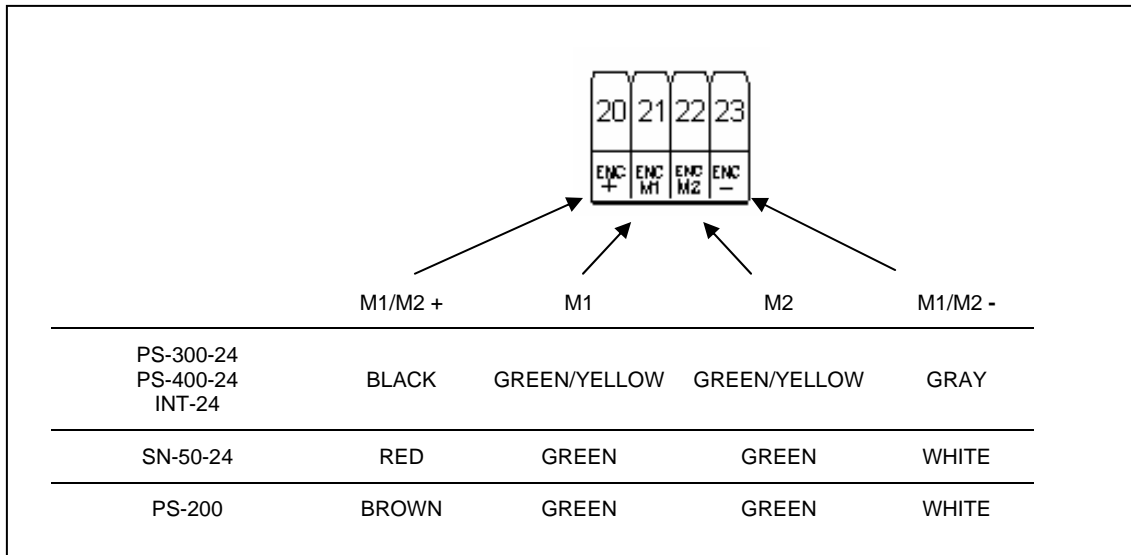 20 21 22 23
ENC + ENC M1 ENC M2 ENC -
M1/M2 + M1 M2 M1/M2 -
PS-300-24
PS-400-24 BLACK GREEN/YELLOW GREEN/YELLOW GRAY
INT-24
SN-50-24 RED GREEN GREEN WHITE
PS-200 BROWN GREEN GREEN WHITE